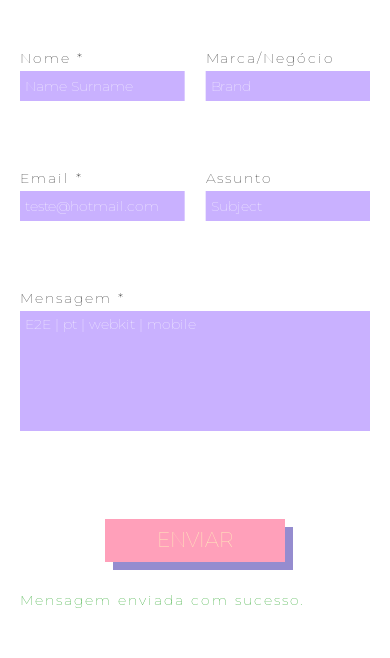 Nome *
Marca/Negócio
Name Surname
Brand
Email *
Assunto
teste@hotmail.com
Subject
Mensagem *
E2E | pt | webkit | mobile
ENVIAR
Mensagem enviada com sucesso.